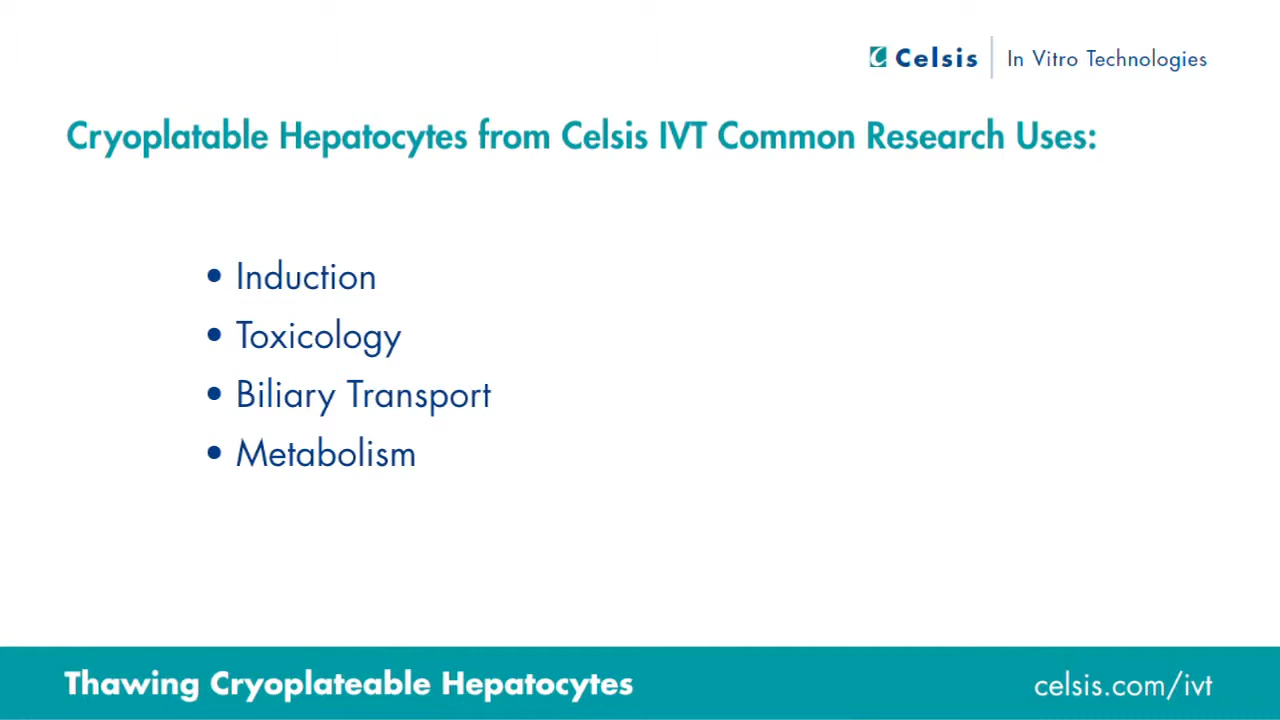 Celsis | In Vitro Technologies
Cryoplatable Hepatocytes from Celsis IVT Common Research Uses:
• Induction
• Toxicology
• Biliary Transport
• Metabolism
Thawing Cryoplateable Hepatocytes
celsis.com/ivt